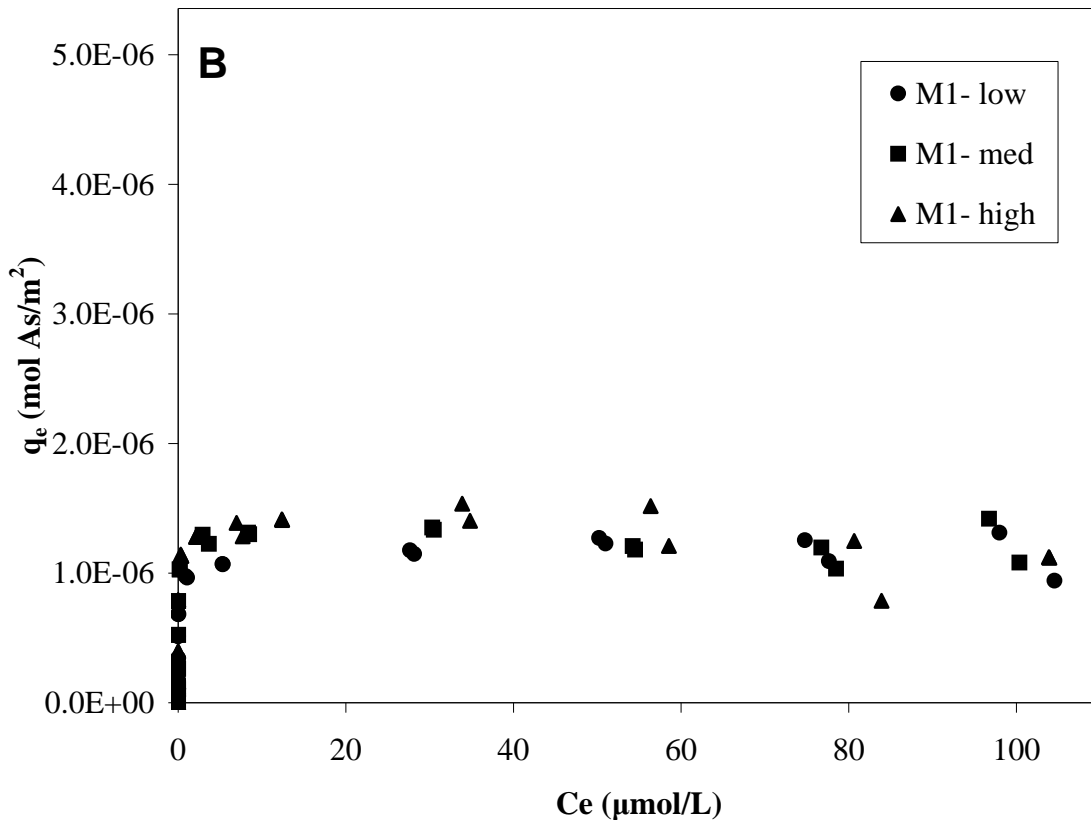 B
5.0E-06
4.0E-06
3.0E-06
2.0E-06
1.0E-06
0.0E+00
qe (mol As/m²)
M1- low
M1- med
M1- high
0 20 40 60 80 100
Ce (µmol/L)